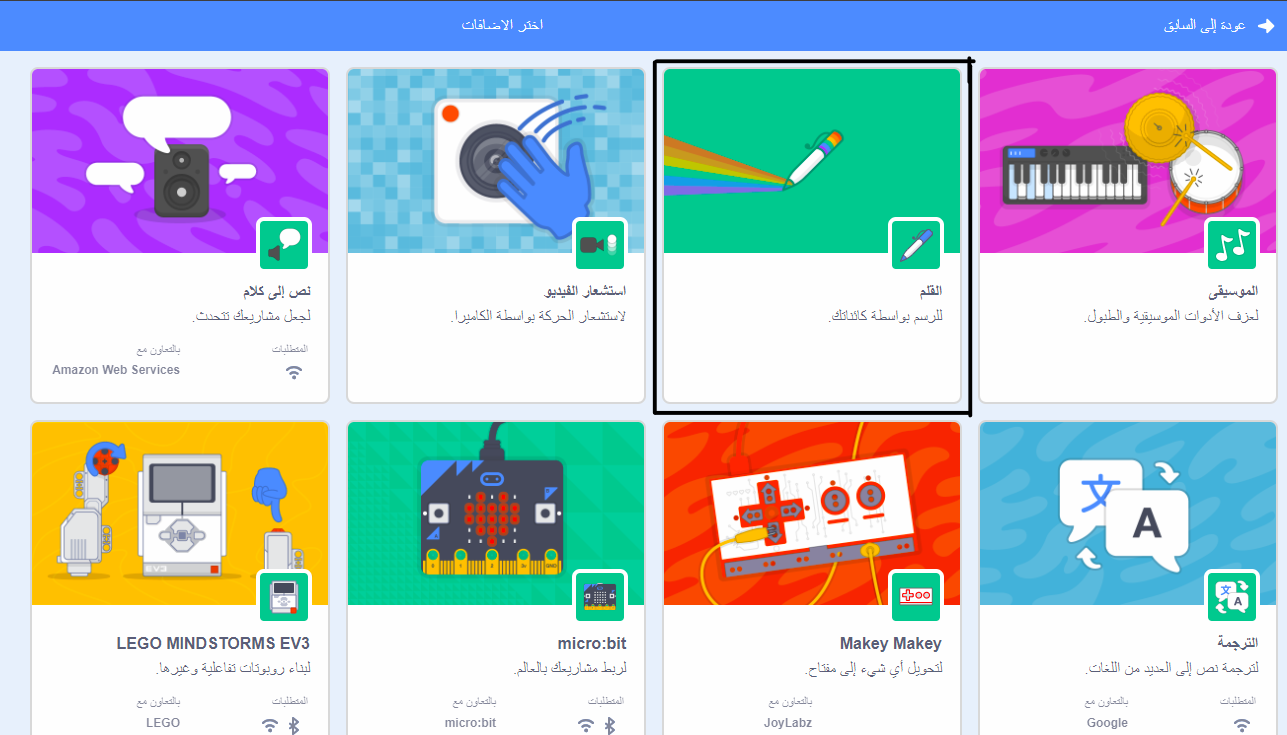 عودة إلى السابق
اختر الاضافات
الموسيقى
لعزف الأدوات الموسيقية والطبول.
القلم
للرسم بواسطة كائناتك.
استشعار الفيديو
لاستشعار الحركة بواسطة الكاميرا.
نص إلى كلام
لجعل مشاريعك تتحدث.
المتطلبات
بالتعاون مع
Amazon Web Services
الترجمة
لترجمة نص إلى العديد من اللغات.
المتطلبات
بالتعاون مع
Google
Makey Makey
لتحويل أي شيء إلى مفتاح.
بالتعاون مع
JoyLabz
micro:bit
لربط مشاريعك بالعالم.
المتطلبات
بالتعاون مع
micro:bit
LEGO MINDSTORMS EV3
لبناء روبوتات تفاعلية وغيرها.
المتطلبات
بالتعاون مع
LEGO